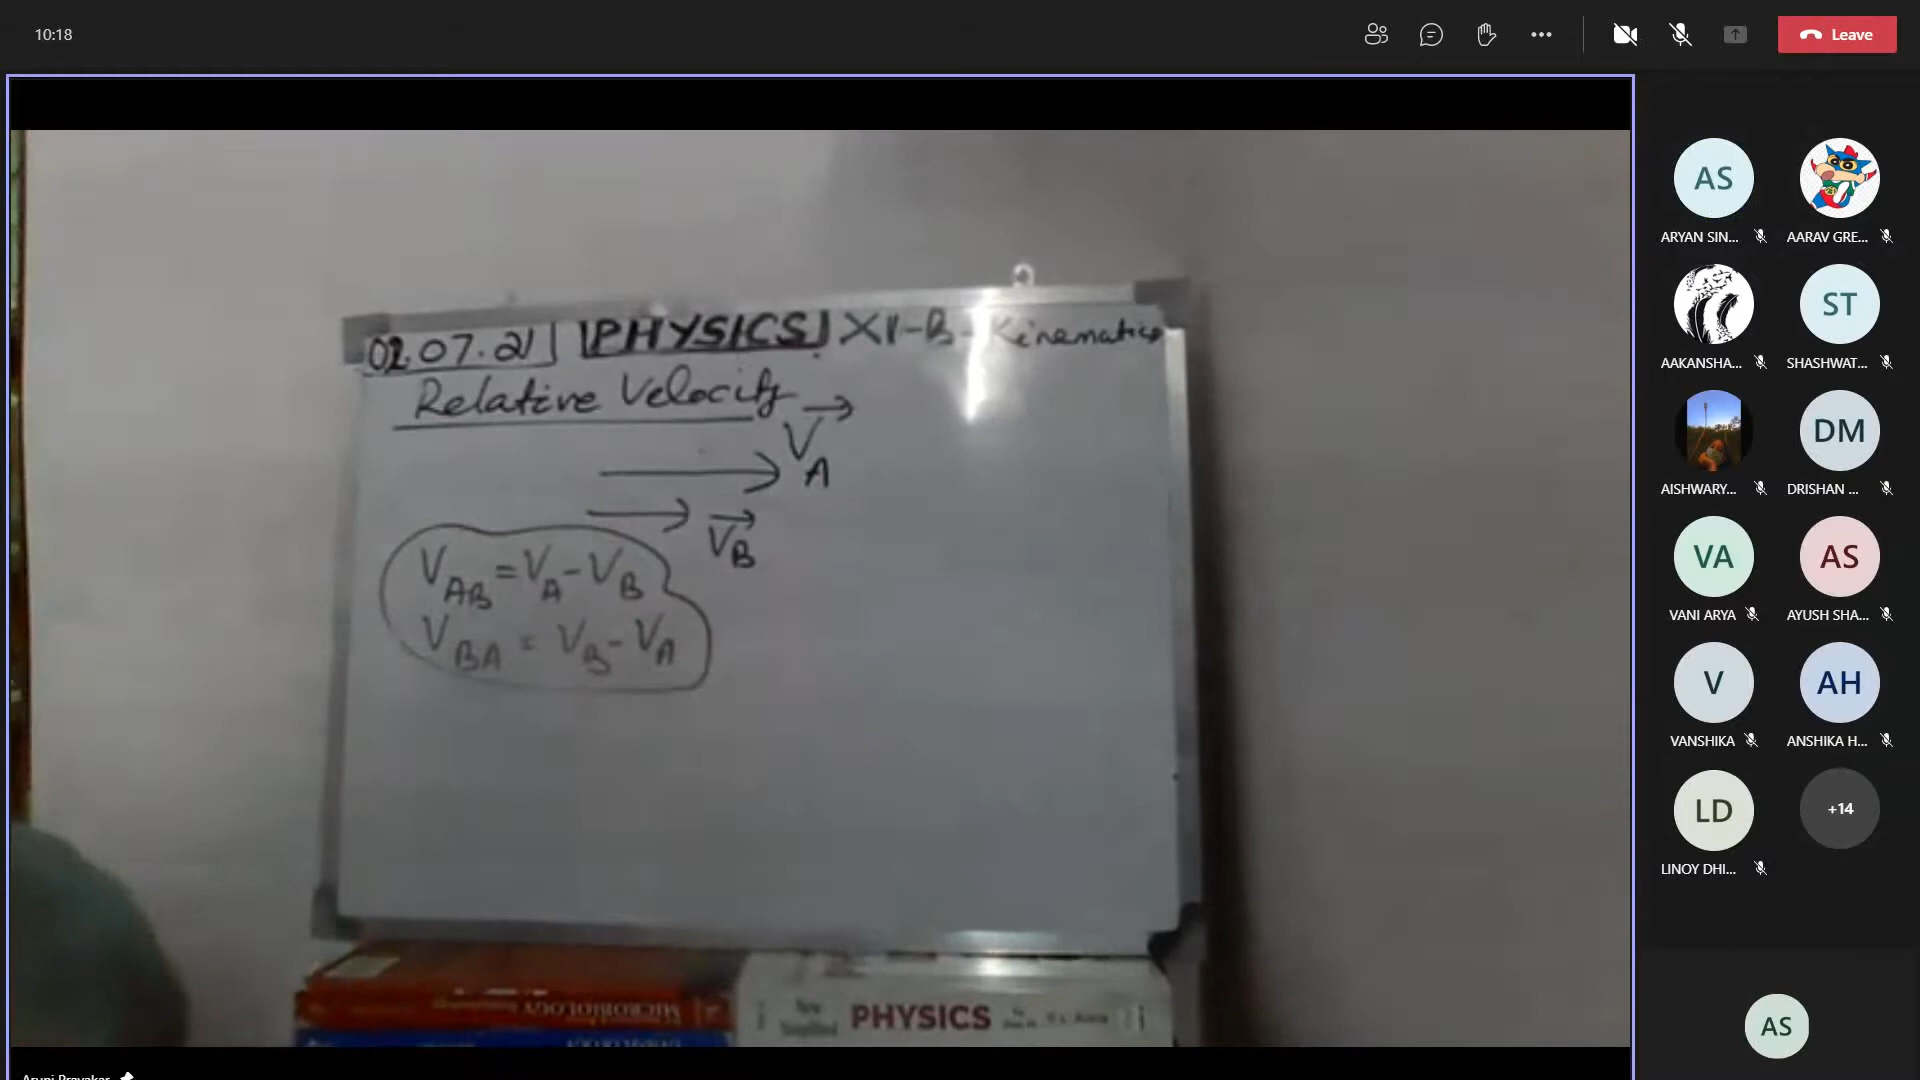 10:18
Leave
02.07.21 PHYSICS XI-B - Kinematics
Relative Velocity
V
A
VB
VAB = VA - VB
VBA = VB - VA
MICROBIOLOGY
PHYSICS
AS
ARYAN SIN...
AARAV GRE...
AAKANSHA...
ST
SHASHWAT...
AISHWARY...
DM
DRISHAN ...
VA
VANI ARYA
AS
AYUSH SHA...
V
VANSHIKA
AH
ANSHIKA H...
LD
LINOY DHI...
+14
AS